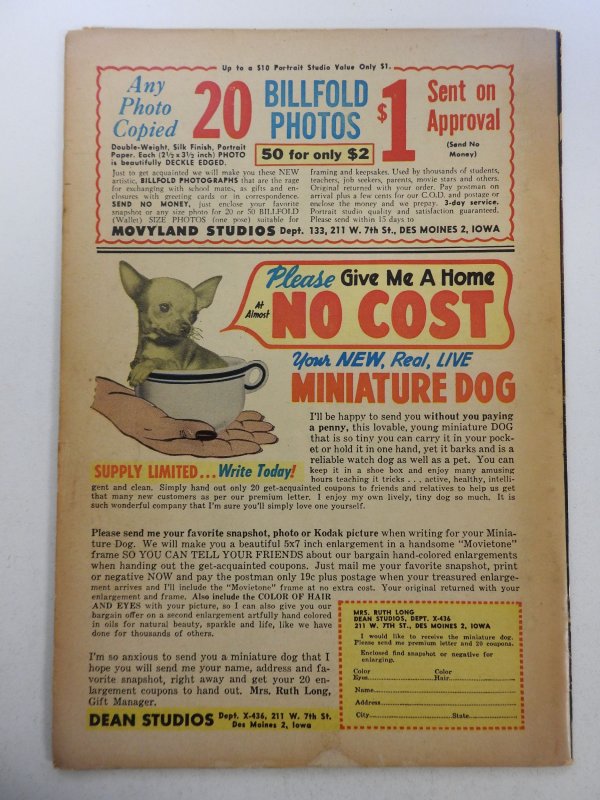 Up to a $10 Portrait Studio Value Only $1.
Any
Photo
Copied
20
BILLFOLD
PHOTOS
50 for only $2
$1
Sent on
Approval
(Send No
Money)
Double-Weight, Silk Finish, Portrait
Paper. Each (2½ x 3½ inch) PHOTO
is beautifully DECKLE EDGED.
Just to get acquainted we will make you these NEW
artistic, BILLFOLD PHOTOGRAPHS that are the rage
for exchanging with school mates, as gifts and en-
closures with greeting cards or in correspondence.
SEND NO MONEY, just enclose your favorite
snapshot or any size photo for 20 or 50 BILLFOLD
(Wallet) SIZE PHOTOS (one pose) suitable for
framing and keepsakes. Used by thousands of students,
teachers, job seekers, parents, movie stars and others.
Original returned with your order. Pay postman on
arrival plus a few cents for our C.O.D. and postage or
enclose the money and we prepay. 3-day service.
Portrait studio quality and satisfaction guaranteed.
Please send within 15 days to
MOVYLAND STUDIOS Dept. 133, 211 W. 7th St., DES MOINES 2, IOWA
Please Give Me A Home
At
Almost
NO COST
Your NEW, Real, LIVE
MINIATURE DOG
I'll be happy to send you without you paying
a penny, this lovable, young miniature DOG
that is so tiny you can carry it in your pock-
et or hold it in one hand, yet it barks and is a
reliable watch dog as well as a pet. You can
keep it in a shoe box and enjoy many amusing
hours teaching it tricks . . . active, healthy, intelli-
SUPPLY LIMITED... Write Today!
gent and clean. Simply hand out only 20 get-acquainted coupons to friends and relatives to help us get
that many new customers as per our premium letter. I enjoy my own lively, tiny dog so much. It is
such wonderful company that I'm sure you'll simply love one yourself.
Please send me your favorite snapshot, photo or Kodak picture when writing for your Minia-
ture Dog. We will make you a beautiful 5x7 inch enlargement in a handsome "Movietone"
frame SO YOU CAN TELL YOUR FRIENDS about our bargain hand-colored enlargements
when handing out the get-acquainted coupons. Just mail me your favorite snapshot, print
or negative NOW and pay the postman only 19c plus postage when your treasured enlarge-
ment arrives and I'll include the "Movietone" frame at no extra cost. Your original returned with your
enlargement and frame. Also include the COLOR OF HAIR
AND EYES with your picture, so I can also give you our
bargain offer on a second enlargement artfully hand colored
in oils for natural beauty, sparkle and life, like we have
done for thousands of others.
I'm so anxious to send you a miniature dog that I
hope you will send me your name, address and fa-
vorite snapshot, right away and get your 20 en-
largement coupons to hand out. Mrs. Ruth Long,
Gift Manager.
DEAN STUDIOS Dept. X-436, 211 W. 7th St.
Des Moines 2, Iowa
MRS. RUTH LONG
DEAN STUDIOS, DEPT. X-436
211 W. 7TH ST., DES MOINES 2, IOWA
I would like to receive the miniature dog.
Please send me premium letter and 20 coupons.
Enclosed find snapshot or negative for
enlarging.
Color Color
Eyes Hair
Name
Address
City State